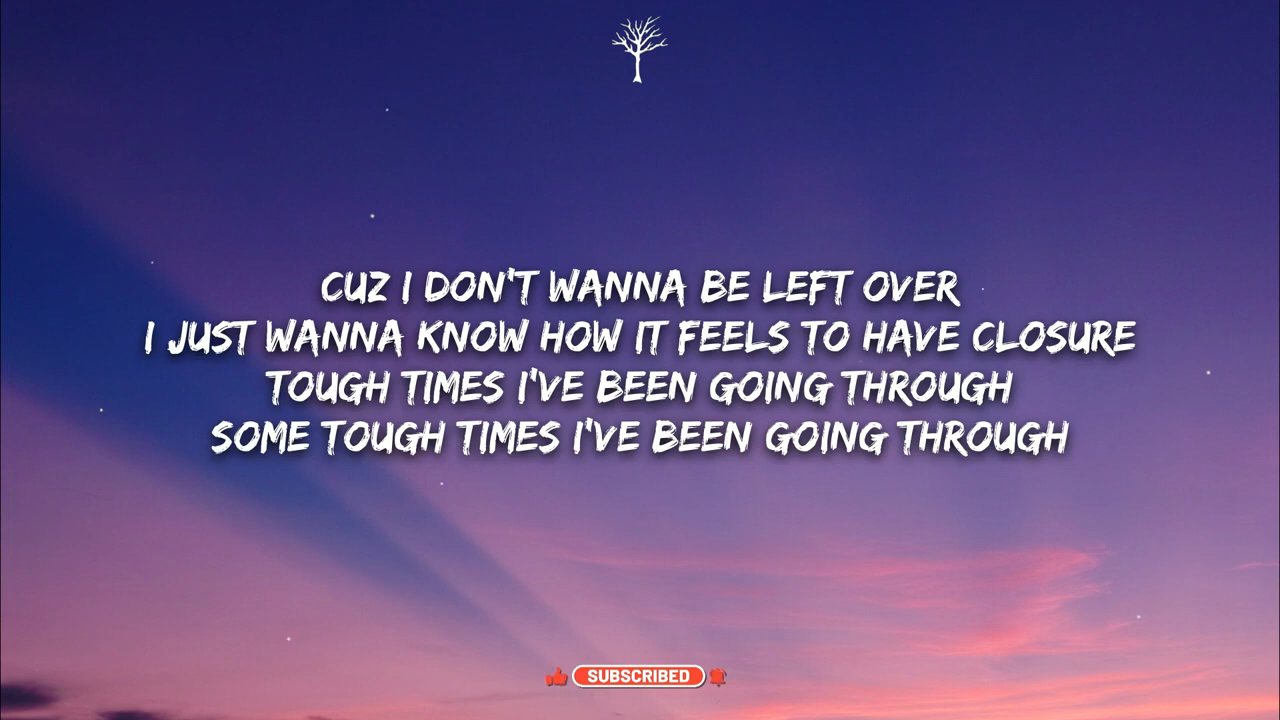 CUZ I DON'T WANNA BE LEFT OVER
I JUST WANNA KNOW HOW IT FEELS TO HAVE CLOSURE
TOUGH TIMES I'VE BEEN GOING THROUGH
SOME TOUGH TIMES I'VE BEEN GOING THROUGH
SUBSCRIBED